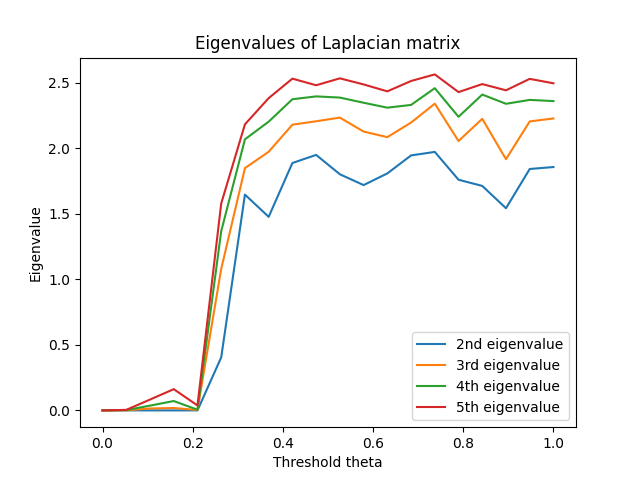 Eigenvalues of Laplacian matrix
2.5
2.0
1.5
1.0
0.5
0.0
Eigenvalue
0.0 0.2 0.4 0.6 0.8 1.0
Threshold theta
2nd eigenvalue
3rd eigenvalue
4th eigenvalue
5th eigenvalue